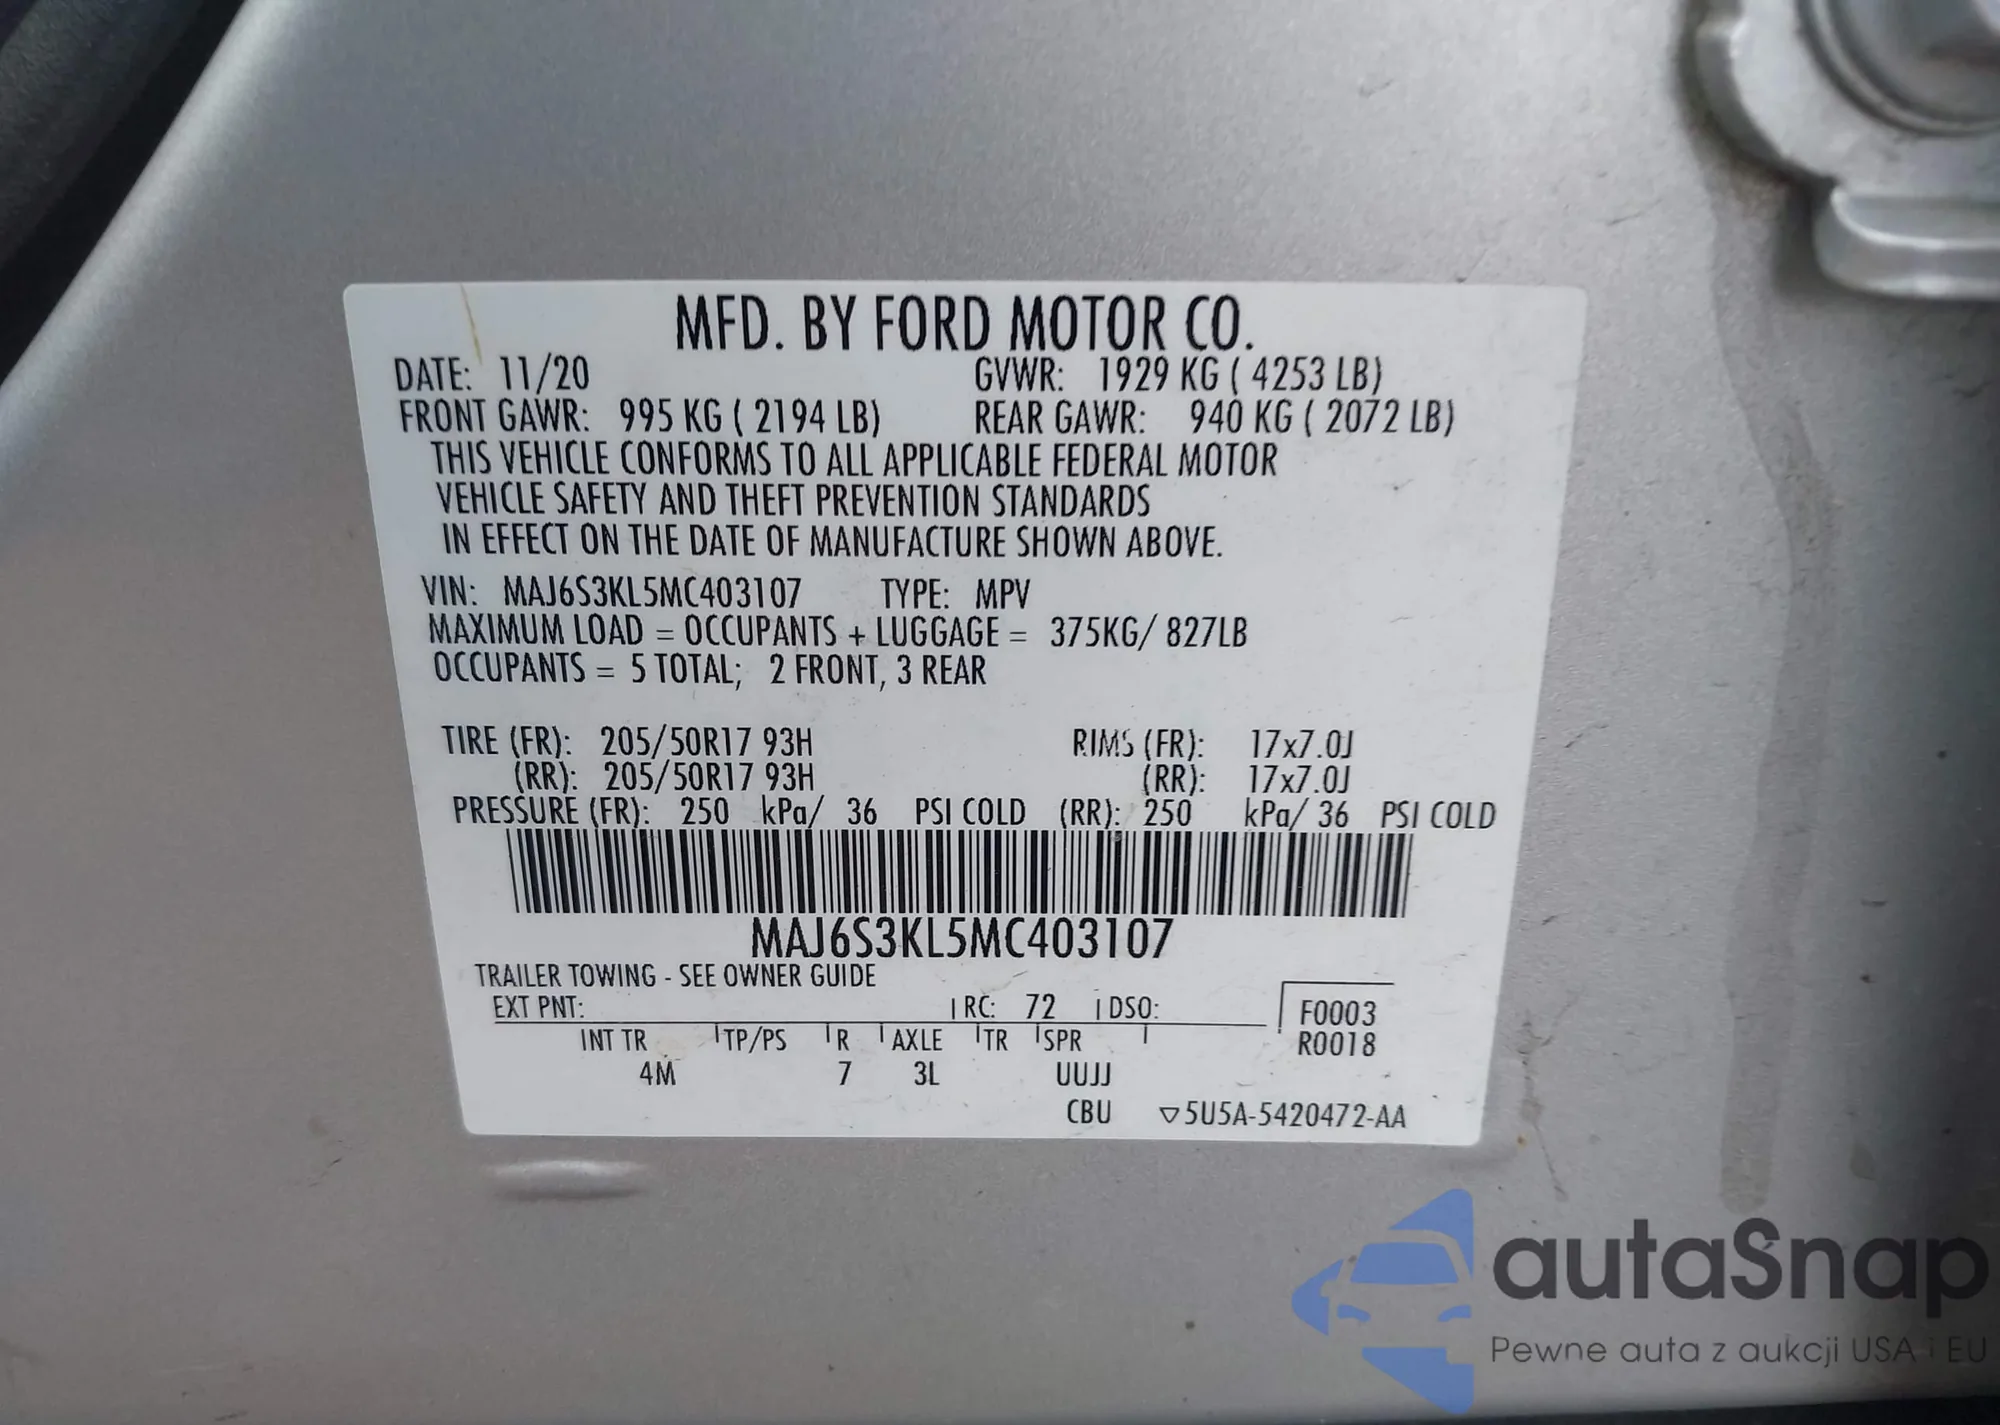 MFD. BY FORD MOTOR CO.
DATE: 11/20 GVWR: 1929 KG ( 4253 LB)
FRONT GAWR: 995 KG ( 2194 LB) REAR GAWR: 940 KG ( 2072 LB)
THIS VEHICLE CONFORMS TO ALL APPLICABLE FEDERAL MOTOR
VEHICLE SAFETY AND THEFT PREVENTION STANDARDS
IN EFFECT ON THE DATE OF MANUFACTURE SHOWN ABOVE.
VIN: MAJ6S3KL5MC403107 TYPE: MPV
MAXIMUM LOAD = OCCUPANTS + LUGGAGE = 375KG/ 827LB
OCCUPANTS = 5 TOTAL; 2 FRONT, 3 REAR
TIRE (FR): 205/50R17 93H RIMS (FR): 17x7.0J
(RR): 205/50R17 93H (RR): 17x7.0J
PRESSURE (FR): 250 kPa/ 36 PSI COLD (RR): 250 kPa/ 36 PSI COLD
MAJ6S3KL5MC403107
TRAILER TOWING - SEE OWNER GUIDE
EXT PNT: RC: 72 DSO: F0003
INT TR TP/PS R AXLE TR SPR R0018
4M 7 3L UUJJ
CBU ▽5U5A-5420472-AA
autaSnap
Pewne auta z aukcji USA i EU